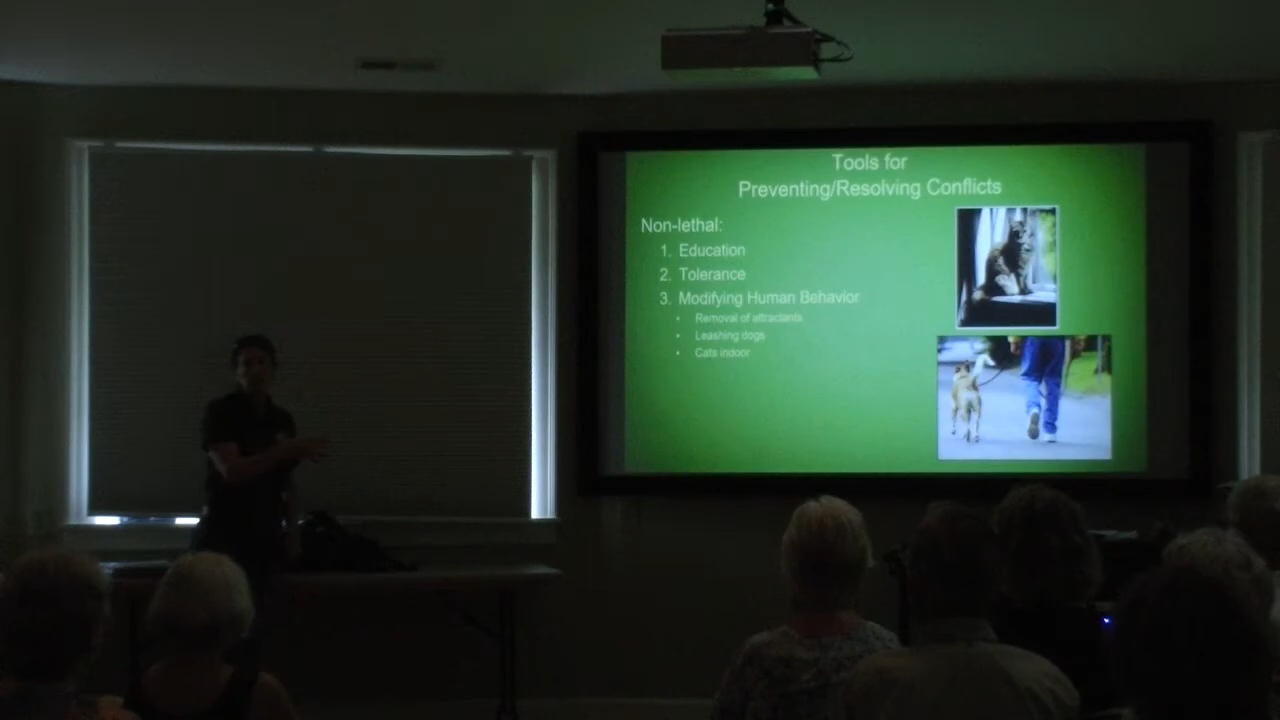 Tools for
Preventing/Resolving Conflicts
Non-lethal:
1. Education
2. Tolerance
3. Modifying Human Behavior
• Removal of attractants
• Leashing dogs
• Cats indoor